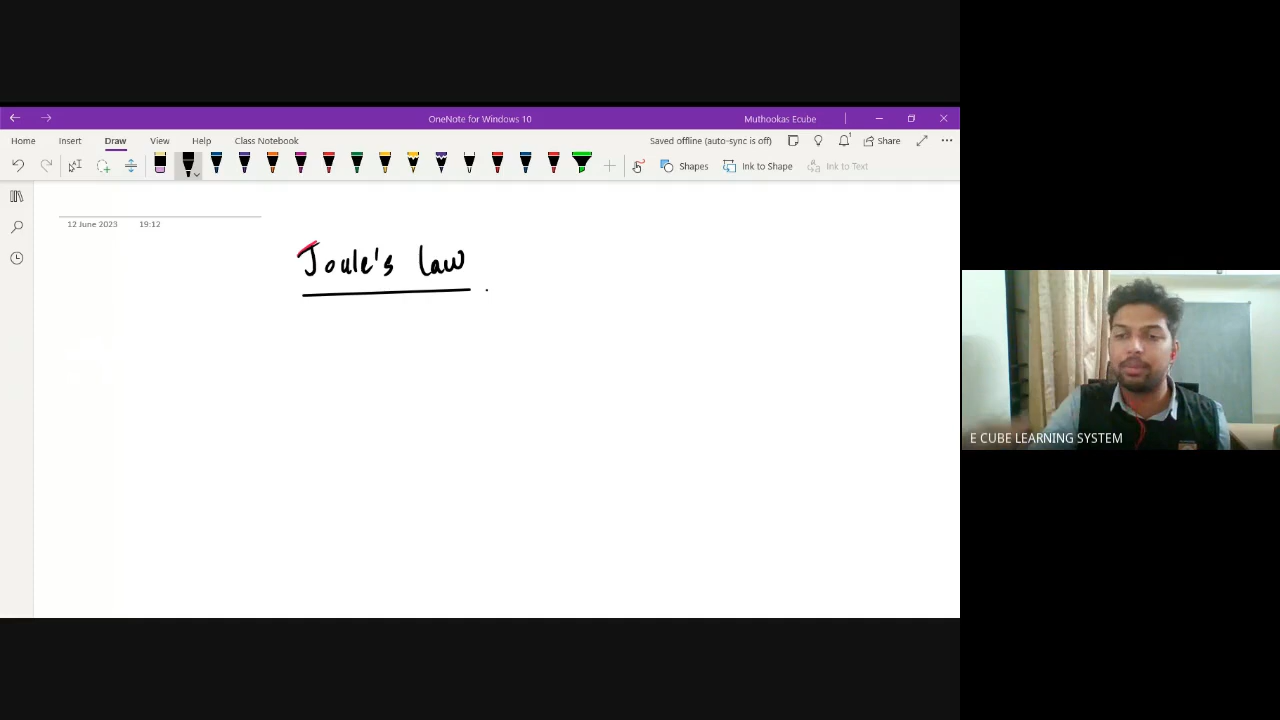 OneNote for Windows 10
Muthookas Ecube
Home Insert Draw View Help Class Notebook
Saved offline (auto-sync is off) Share
Shapes Ink to Shape Ink to Text
12 June 2023 19:12
Joule's law
E CUBE LEARNING SYSTEM